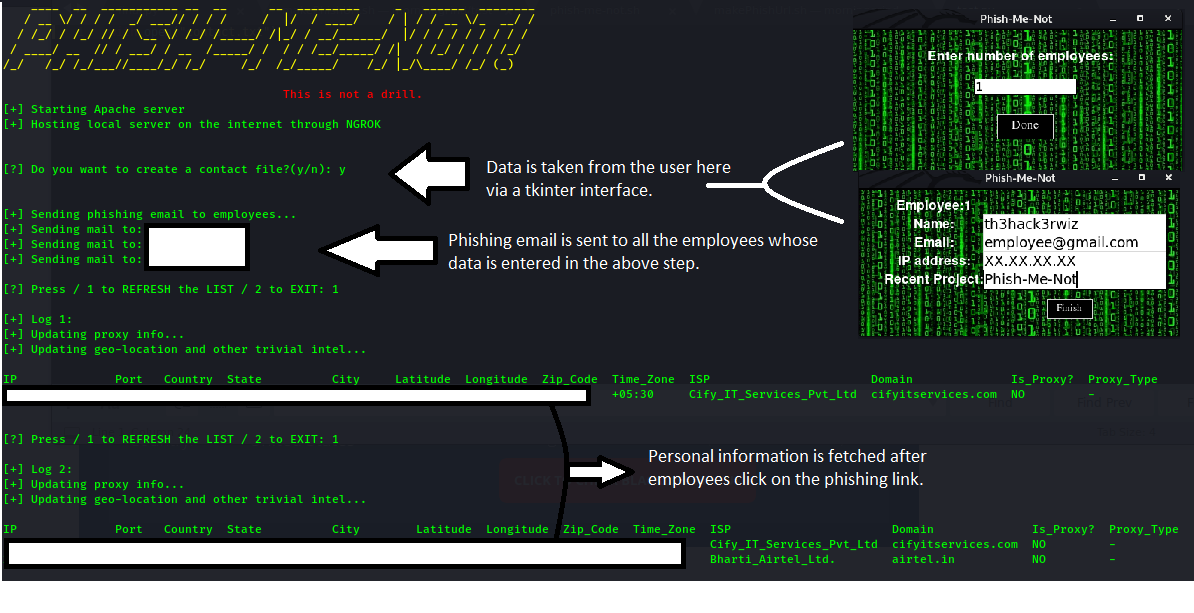 PHISH-ME-NOT!
This is not a drill.
[+] Starting Apache server
[+] Hosting local server on the internet through NGROK
[?] Do you want to create a contact file?(y/n): y
[+] Sending phishing email to employees...
[+] Sending mail to:
[+] Sending mail to:
[+] Sending mail to:
[?] Press / 1 to REFRESH the LIST / 2 to EXIT: 1
[+] Log 1:
[+] Updating proxy info...
[+] Updating geo-location and other trivial intel...
IP Port Country State City Latitude Longitude Zip_Code Time_Zone ISP Domain Is_Proxy? Proxy_Type
+05:30 Cify_IT_Services_Pvt_Ltd cifyitservices.com NO -
[?] Press / 1 to REFRESH the LIST / 2 to EXIT: 1
[+] Log 2:
[+] Updating proxy info...
[+] Updating geo-location and other trivial intel...
IP Port Country State City Latitude Longitude Zip_Code Time_Zone ISP Domain Is_Proxy? Proxy_Type
Cify_IT_Services_Pvt_Ltd cifyitservices.com NO -
Bharti_Airtel_Ltd. airtel.in NO -
Data is taken from the user here
via a tkinter interface.
Phishing email is sent to all the employees whose
data is entered in the above step.
Personal information is fetched after
employees click on the phishing link.
Phish-Me-Not
Enter number of employees:
1
Done
Phish-Me-Not
Employee:1
Name: th3hack3rwiz
Email: employee@gmail.com
IP address: XX.XX.XX.XX
Recent Project: Phish-Me-Not
Finish